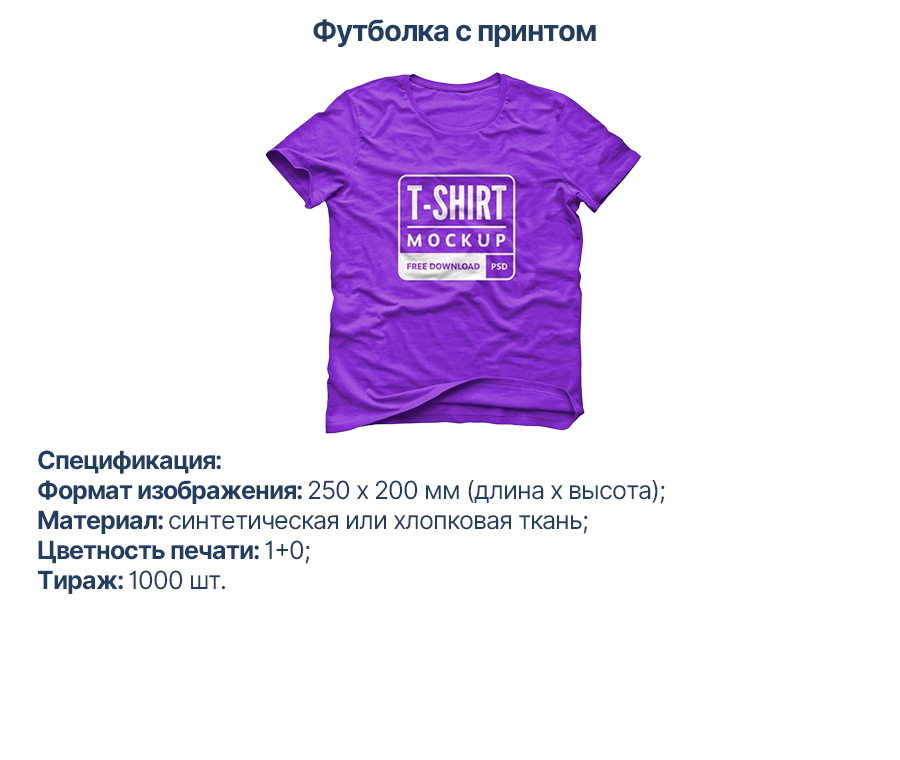 Футболка с принтом
T-SHIRT
MOCKUP
FREE DOWNLOAD PSD
Спецификация:
Формат изображения: 250 х 200 мм (длина х высота);
Материал: синтетическая или хлопковая ткань;
Цветность печати: 1+0;
Тираж: 1000 шт.